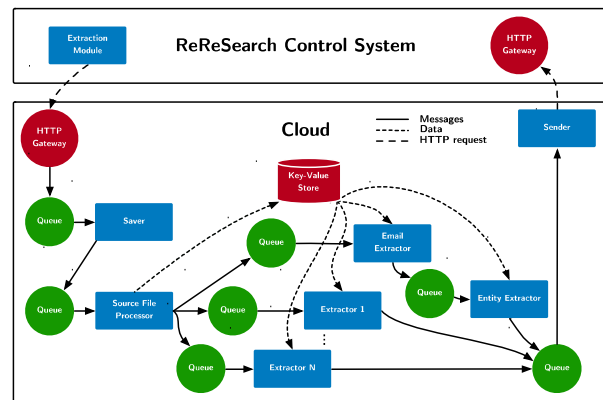 Extraction
Module
ReReSearch Control System
HTTP
Gateway
HTTP
Gateway
Cloud
Messages
Data
HTTP request
Sender
Key-Value
Store
Queue
Saver
Queue
Email
Extractor
Queue
Source File
Processor
Queue
Extractor 1
Queue
Entity Extractor
Queue
Extractor N
Queue